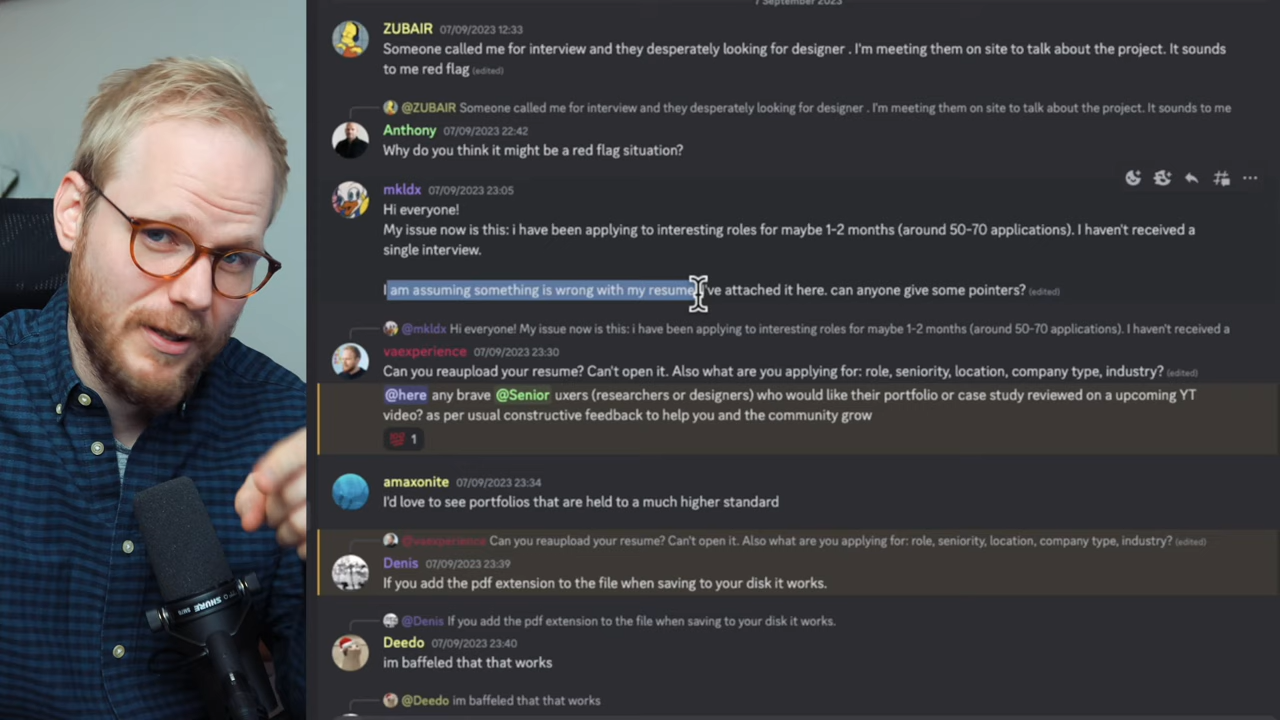 7 September 2023
ZUBAIR 07/09/2023 12:33
Someone called me for interview and they desperately looking for designer . I'm meeting them on site to talk about the project. It sounds
to me red flag (edited)
@ZUBAIR Someone called me for interview and they desperately looking for designer . I'm meeting them on site to talk about the project. It sounds to me
Anthony 07/09/2023 22:42
Why do you think it might be a red flag situation?
mkldx 07/09/2023 23:05
Hi everyone!
My issue now is this: i have been applying to interesting roles for maybe 1-2 months (around 50-70 applications). I haven't received a
single interview.
I am assuming something is wrong with my resume I've attached it here. can anyone give some pointers? (edited)
@mkldx Hi everyone! My issue now is this: i have been applying to interesting roles for maybe 1-2 months (around 50-70 applications). I haven't received a
vaexperience 07/09/2023 23:30
Can you reaupload your resume? Can't open it. Also what are you applying for: role, seniority, location, company type, industry? (edited)
@here any brave @Senior uxers (researchers or designers) who would like their portfolio or case study reviewed on a upcoming YT
video? as per usual constructive feedback to help you and the community grow
💯 1
amaxonite 07/09/2023 23:34
I'd love to see portfolios that are held to a much higher standard
@vaexperience Can you reaupload your resume? Can't open it. Also what are you applying for: role, seniority, location, company type, industry? (edited)
Denis 07/09/2023 23:39
If you add the pdf extension to the file when saving to your disk it works.
@Denis If you add the pdf extension to the file when saving to your disk it works.
Deedo 07/09/2023 23:40
im baffeled that that works
@Deedo im baffeled that that works
SHURE